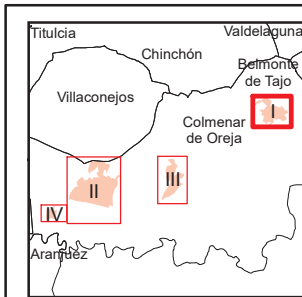 Titulcia
Valdelaguna
Chinchón
Belmonte
de Tajo
Villaconejos
I
Colmenar
de Oreja
II
III
IV
Aranjuez